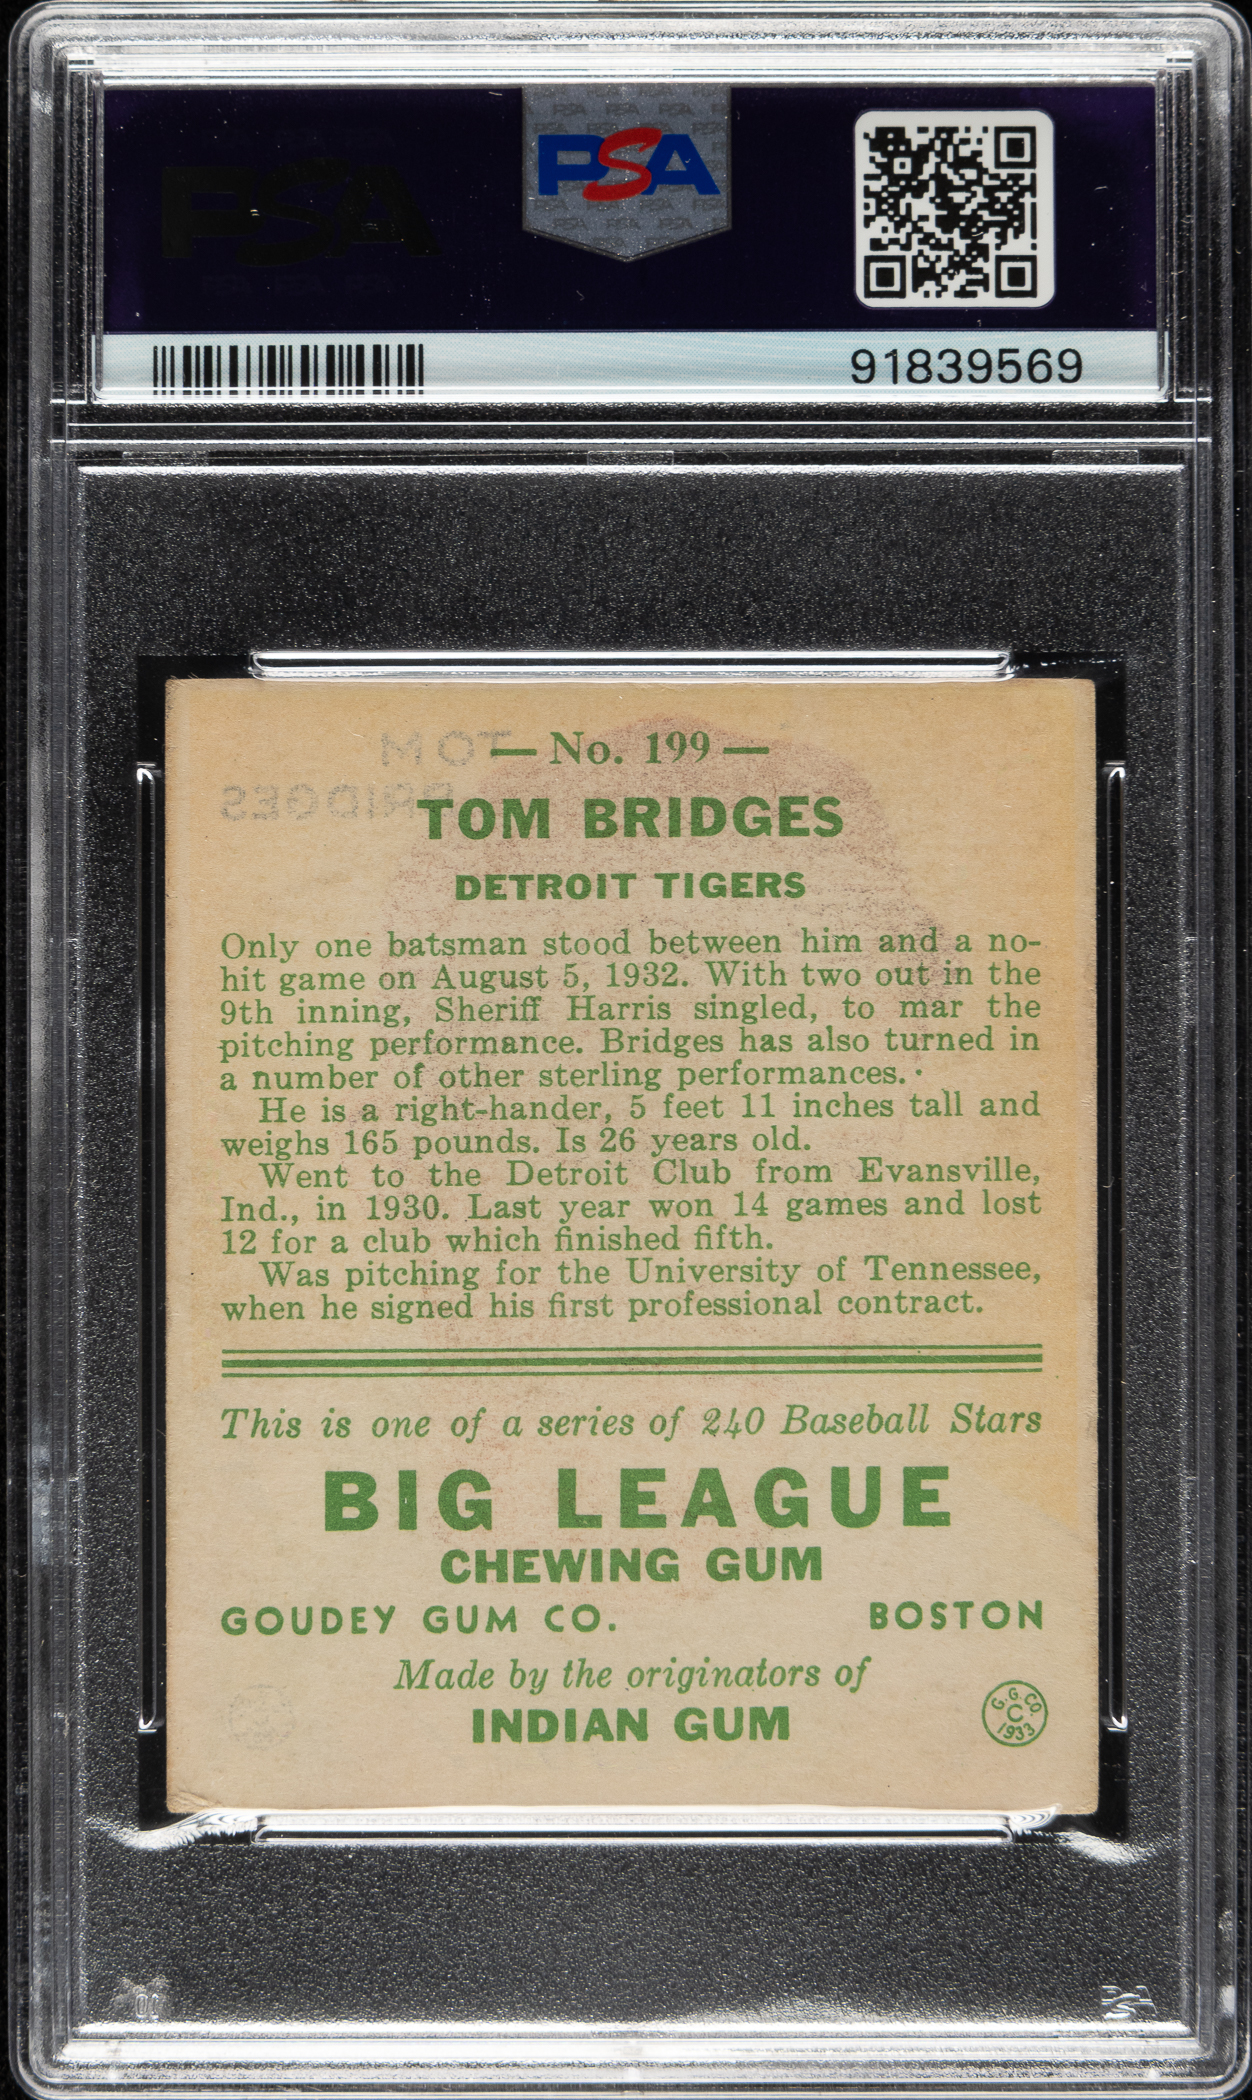 PSA
PSA
91839569
— No. 199 —
TOM
BRIDGES
TOM BRIDGES
DETROIT TIGERS
Only one batsman stood between him and a no-
hit game on August 5, 1932. With two out in the
9th inning, Sheriff Harris singled, to mar the
pitching performance. Bridges has also turned in
a number of other sterling performances.
He is a right-hander, 5 feet 11 inches tall and
weighs 165 pounds. Is 26 years old.
Went to the Detroit Club from Evansville,
Ind., in 1930. Last year won 14 games and lost
12 for a club which finished fifth.
Was pitching for the University of Tennessee,
when he signed his first professional contract.
This is one of a series of 240 Baseball Stars
BIG LEAGUE
CHEWING GUM
GOUDEY GUM CO. BOSTON
Made by the originators of
INDIAN GUM
G.G.CO.
C
1933
PSA